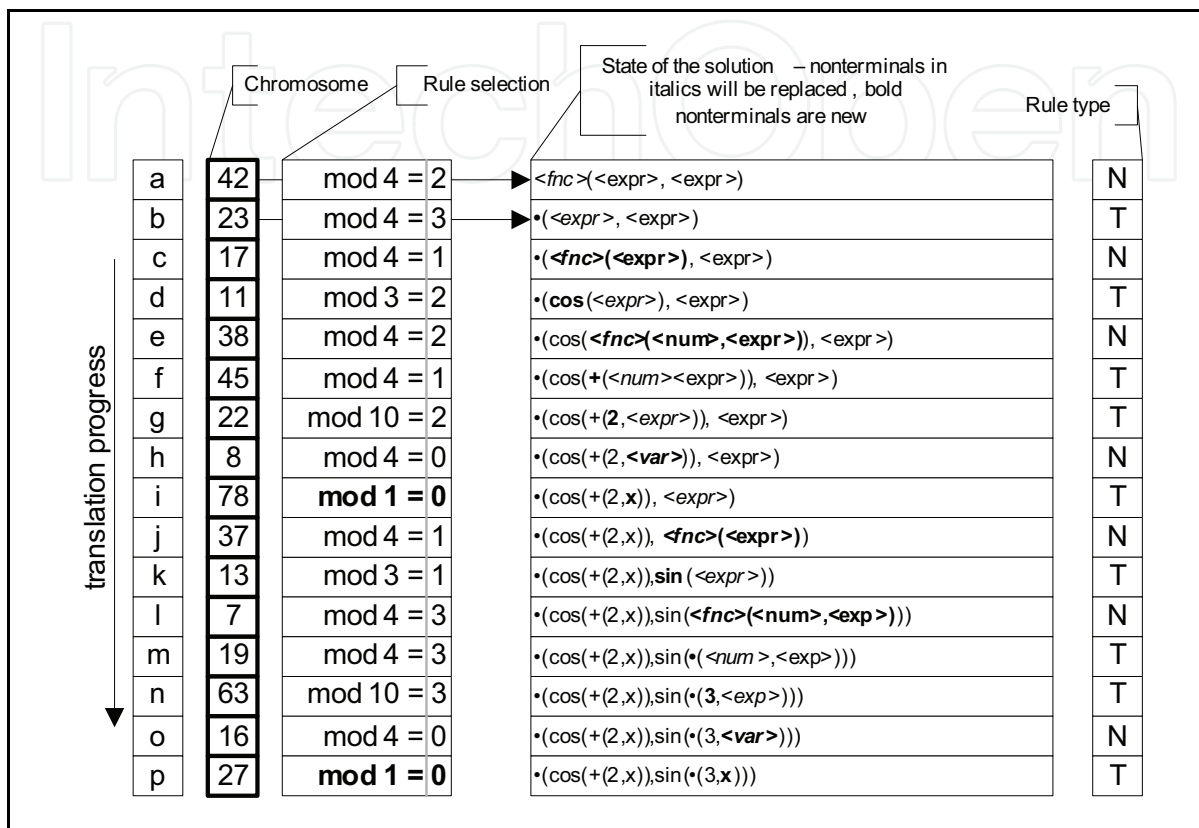 IntechOpen
Chromosome
Rule selection
State of the solution – nonterminals in
italics will be replaced , bold
nonterminals are new
Rule type
translation progress
a 42 mod 4 = 2 <fnc>(<expr>, <expr>) N
b 23 mod 4 = 3 •(<expr>, <expr>) T
c 17 mod 4 = 1 •(<fnc>(<expr>), <expr>) N
d 11 mod 3 = 2 •(cos(<expr>), <expr>) T
e 38 mod 4 = 2 •(cos(<fnc>(<num>,<expr>)), <expr>) N
f 45 mod 4 = 1 •(cos(+(<num><expr>)), <expr>) T
g 22 mod 10 = 2 •(cos(+(2,<expr>)), <expr>) T
h 8 mod 4 = 0 •(cos(+(2,<var>)), <expr>) N
i 78 mod 1 = 0 •(cos(+(2,x)), <expr>) T
j 37 mod 4 = 1 •(cos(+(2,x)), <fnc>(<expr>)) N
k 13 mod 3 = 1 •(cos(+(2,x)),sin(<expr>)) T
l 7 mod 4 = 3 •(cos(+(2,x)),sin(<fnc>(<num>,<exp>))) N
m 19 mod 4 = 3 •(cos(+(2,x)),sin(•(<num>,<exp>))) T
n 63 mod 10 = 3 •(cos(+(2,x)),sin(•(3,<exp>))) T
o 16 mod 4 = 0 •(cos(+(2,x)),sin(•(3,<var>))) N
p 27 mod 1 = 0 •(cos(+(2,x)),sin(•(3,x))) T